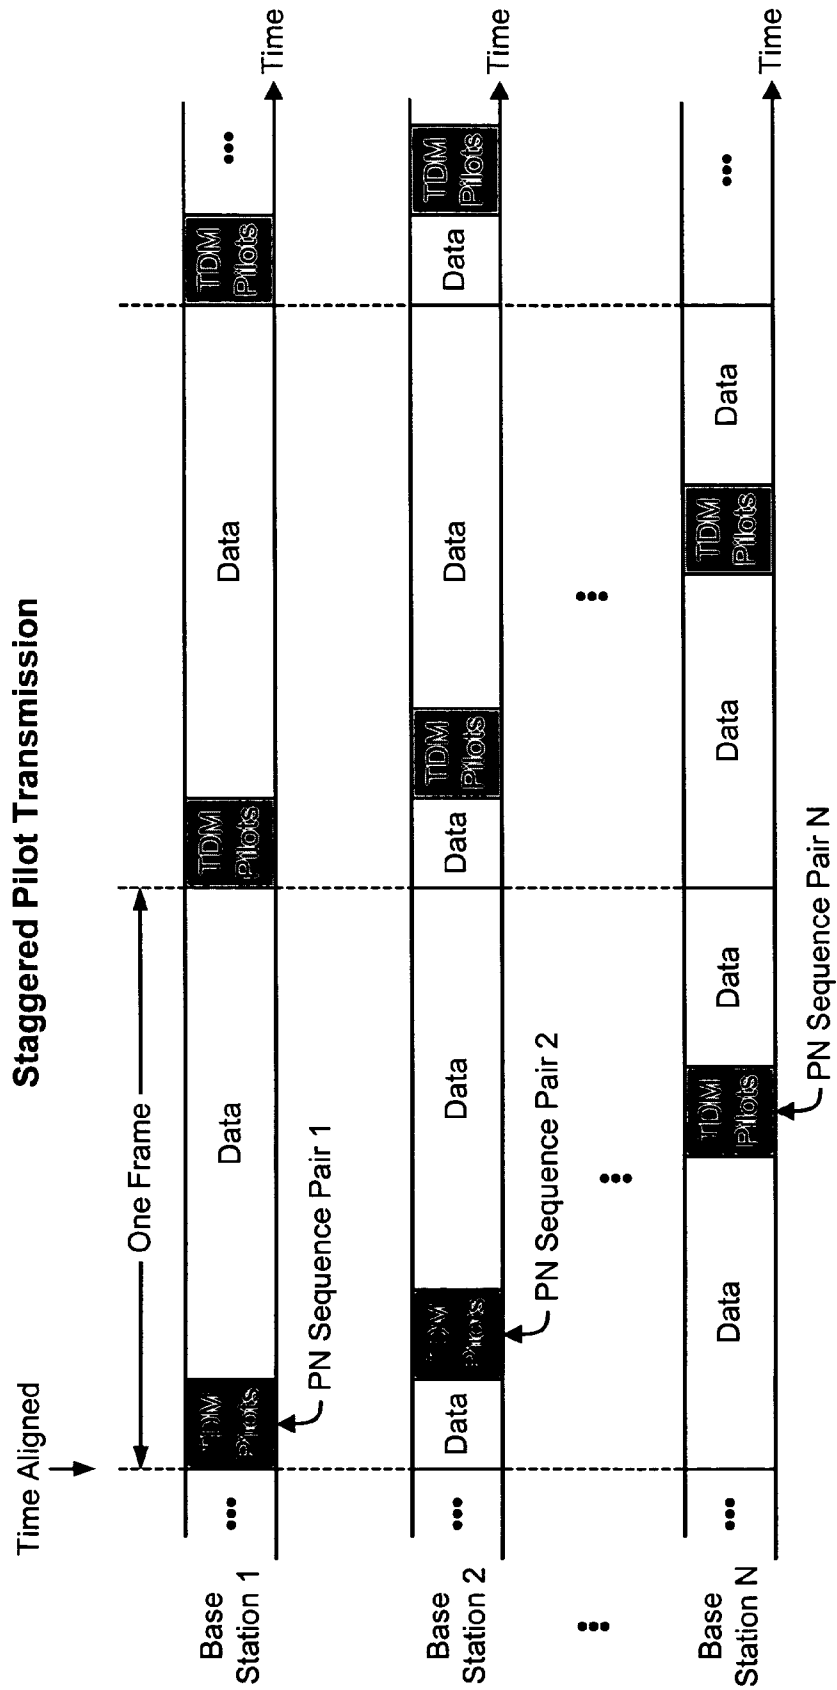 Staggered Pilot Transmission
Time Aligned
One Frame
Base
Station 1
•••
TDM
Pilots
Data
TDM
Pilots
Data
TDM
Pilots
•••
Time
PN Sequence Pair 1
Base
Station 2
•••
Data
TDM
Pilots
Data
Data
TDM
Pilots
Data
Data
TDM
Pilots
Time
PN Sequence Pair 2
•••
•••
•••
Base
Station N
•••
Data
TDM
Pilots
Data
Data
TDM
Pilots
Data
•••
Time
PN Sequence Pair N